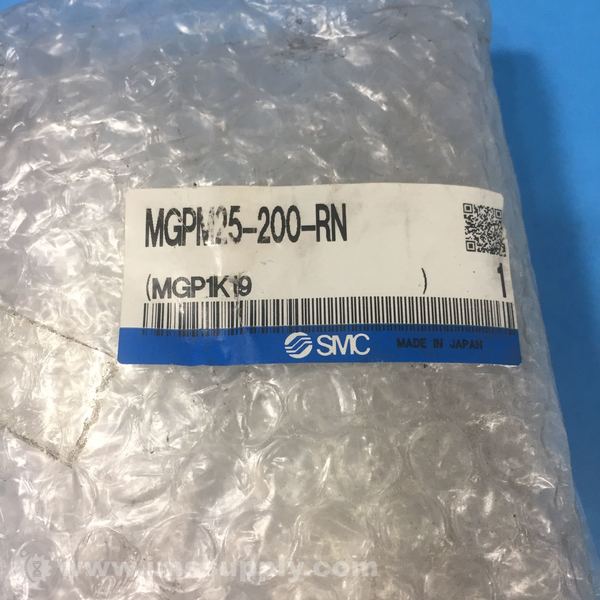 MGPM25-200-RN
(MGP1K19 )
1
SMC
MADE IN JAPAN